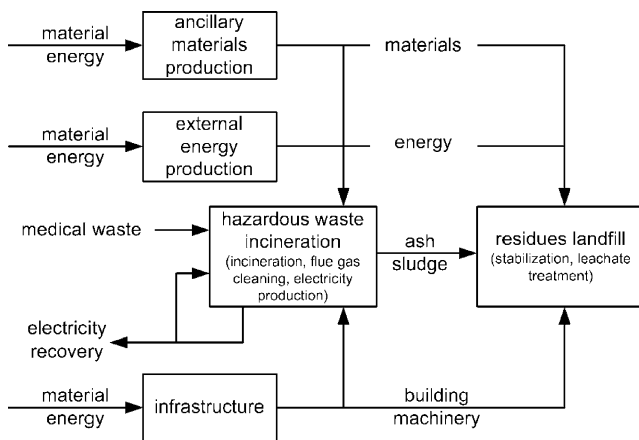 material
energy
ancillary
materials
production
materials
material
energy
external
energy
production
energy
medical waste
hazardous waste
incineration
(incineration, flue gas
cleaning, electricity
production)
ash
sludge
residues landfill
(stabilization, leachate
treatment)
electricity
recovery
material
energy
infrastructure
building
machinery